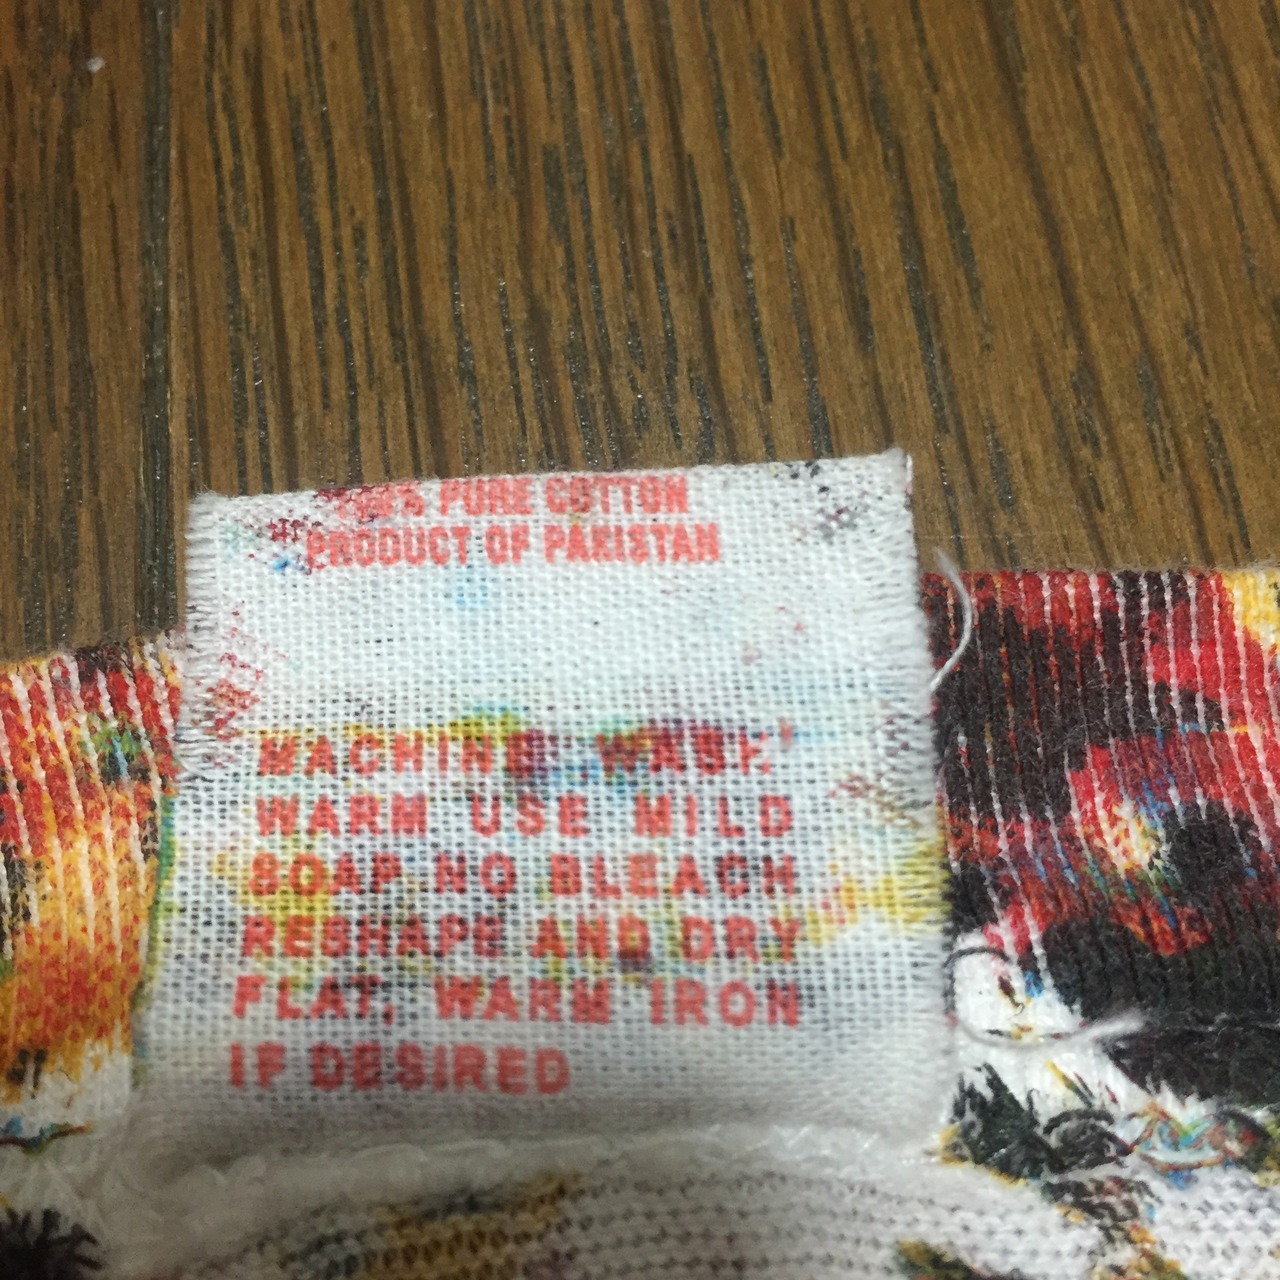 100% PURE COTTON
PRODUCT OF PAKISTAN
MACHINE WASH
WARM USE MILD
SOAP NO BLEACH
RESHAPE AND DRY
FLAT, WARM IRON
IF DESIRED